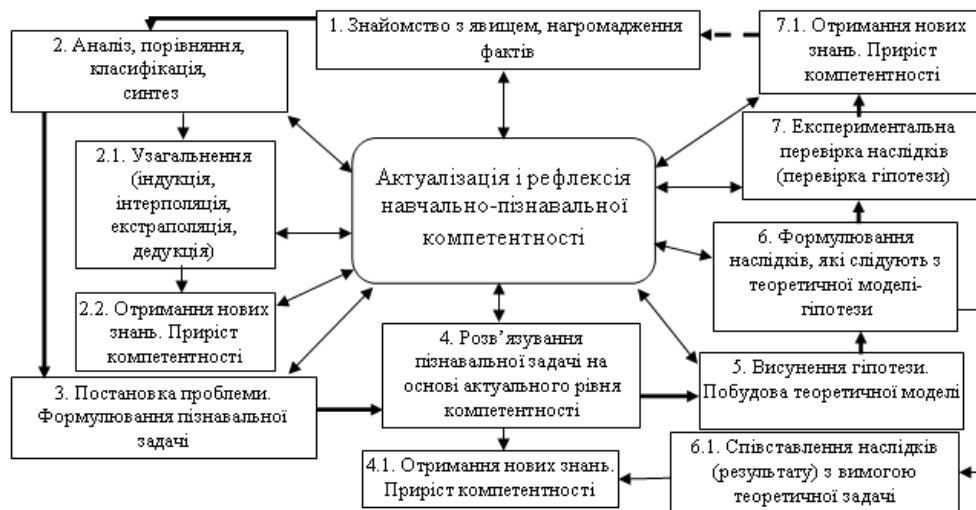 1. Знайомство з явищем, нагромадження
фактів
2. Аналіз, порівняння,
класифікація,
синтез
7.1. Отримання нових
знань. Приріст
компетентності
2.1. Узагальнення
(індукція,
інтерполяція,
екстраполяція,
дедукція)
Актуалізація і рефлексія
навчально-пізнавальної
компетентності
7. Експериментальна
перевірка наслідків
(перевірка гіпотези)
2.2. Отримання нових
знань. Приріст
компетентності
6. Формулювання
наслідків, які слідують з
теоретичної моделі-
гіпотези
3. Постановка проблеми.
Формулювання пізнавальної
задачі
4. Розв’язування
пізнавальної задачі на
основі актуального рівня
компетентності
5. Висунення гіпотези.
Побудова теоретичної моделі
4.1. Отримання нових знань.
Приріст компетентності
6.1. Співставлення наслідків
(результату) з вимогою
теоретичної задачі